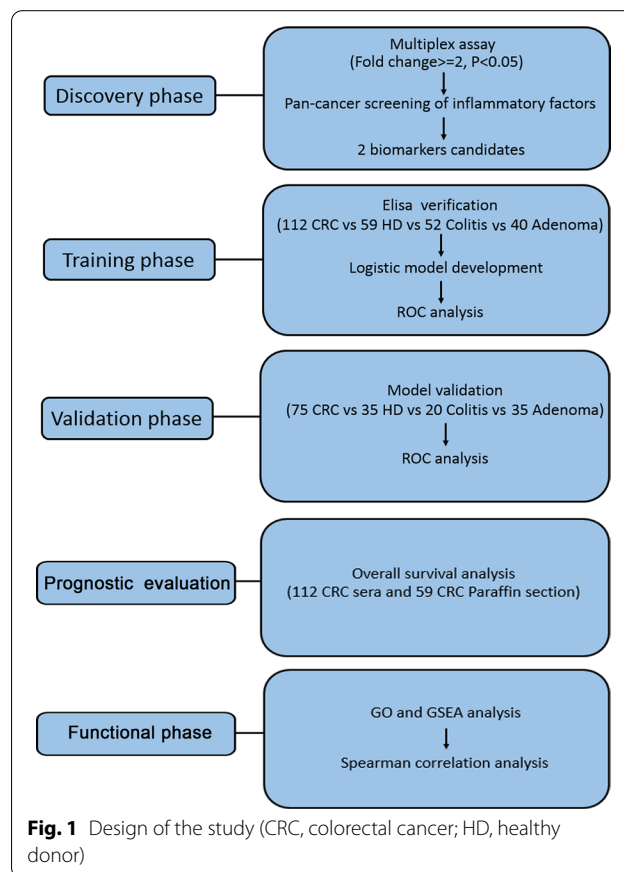 Discovery phase
Multiplex assay
(Fold change>=2, P<0.05)
Pan-cancer screening of inflammatory factors
2 biomarkers candidates
Training phase
Elisa verification
(112 CRC vs 59 HD vs 52 Colitis vs 40 Adenoma)
Logistic model development
ROC analysis
Validation phase
Model validation
(75 CRC vs 35 HD vs 20 Colitis vs 35 Adenoma)
ROC analysis
Prognostic evaluation
Overall survival analysis
(112 CRC sera and 59 CRC Paraffin section)
Functional phase
GO and GSEA analysis
Spearman correlation analysis
Fig. 1 Design of the study (CRC, colorectal cancer; HD, healthy
donor)